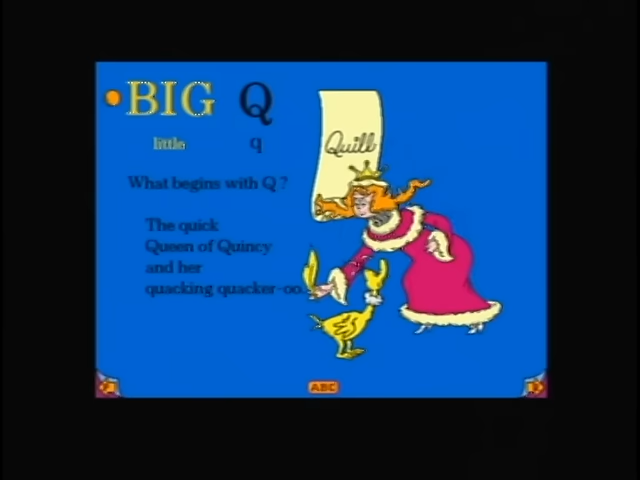 BIG Q
little q
What begins with Q ?
The quick
Queen of Quincy
and her
quacking quacker-oo.
Quill
ABC